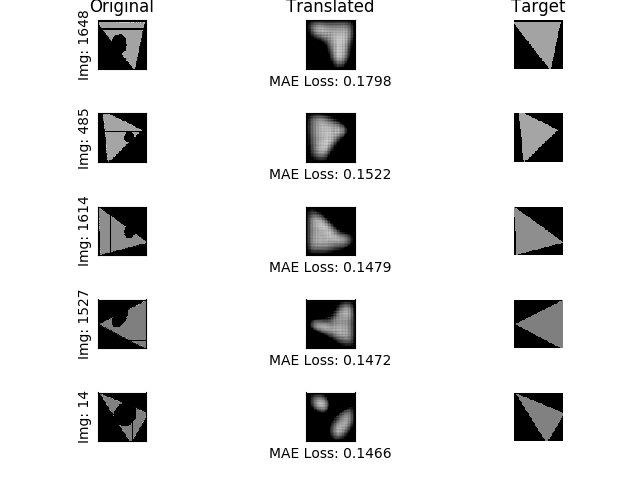 Original Translated Target
Img: 1648
MAE Loss: 0.1798
Img: 485
MAE Loss: 0.1522
Img: 1614
MAE Loss: 0.1479
Img: 1527
MAE Loss: 0.1472
Img: 14
MAE Loss: 0.1466